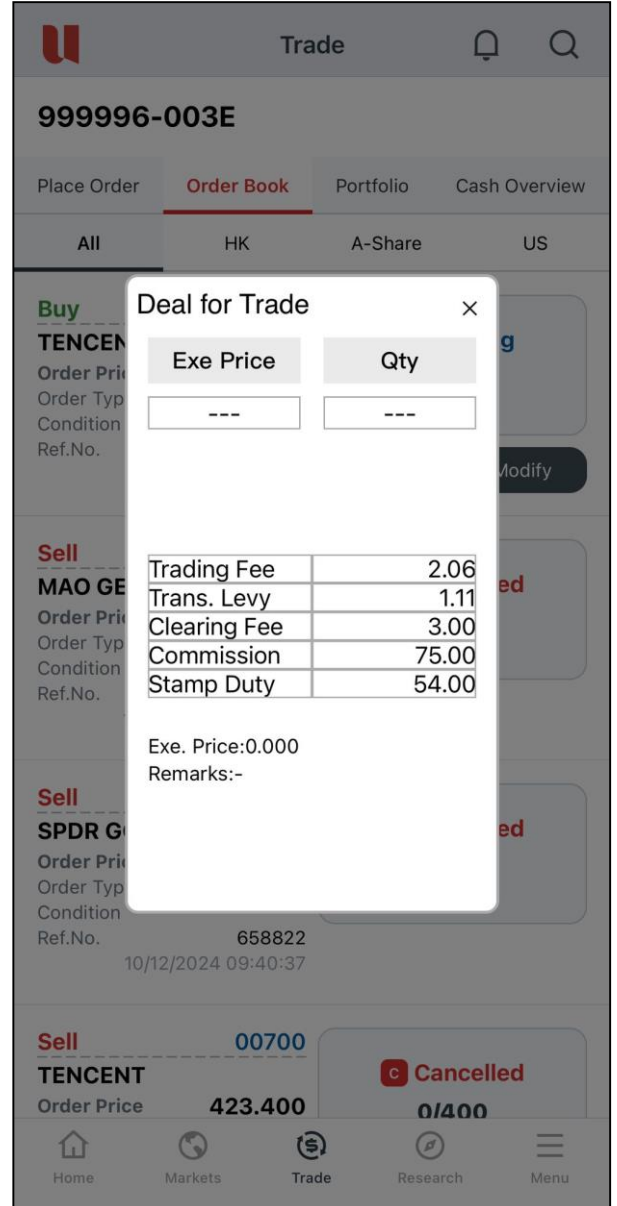 Trade
999996-003E
Place Order Order Book Portfolio Cash Overview
All HK A-Share US
Deal for Trade ×
Exe Price Qty
--- ---
Trading Fee 2.06
Trans. Levy 1.11
Clearing Fee 3.00
Commission 75.00
Stamp Duty 54.00
Exe. Price:0.000
Remarks:-
Buy
TENCEN
Order Pri
Order Typ
Condition
Ref.No.
Modify
Sell
MAO GE
ed
Order Pri
Order Typ
Condition
Ref.No.
Sell
SPDR G
ed
Order Pri
Order Typ
Condition
Ref.No. 658822
10/12/2024 09:40:37
Sell 00700
TENCENT
C Cancelled
Order Price 423.400
0/400
Home Markets Trade Research Menu